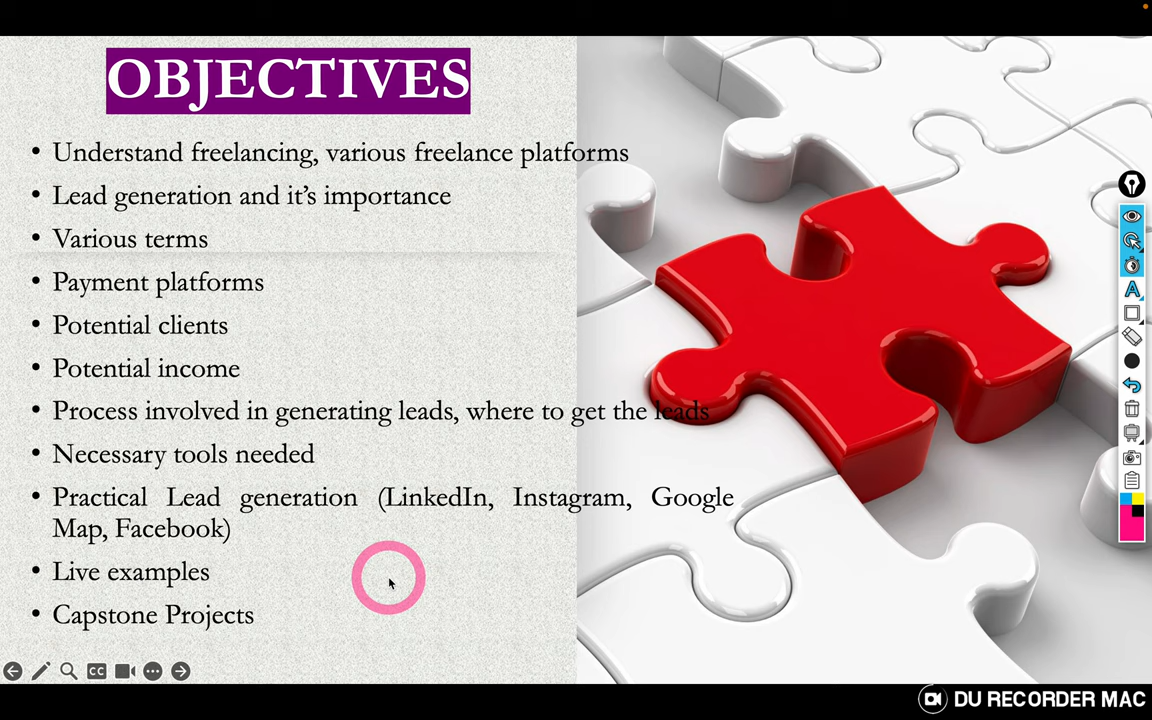 OBJECTIVES
• Understand freelancing, various freelance platforms
• Lead generation and it’s importance
• Various terms
• Payment platforms
• Potential clients
• Potential income
• Process involved in generating leads, where to get the leads
• Necessary tools needed
• Practical Lead generation (LinkedIn, Instagram, Google
Map, Facebook)
• Live examples
• Capstone Projects
CC
A
DU RECORDER MAC